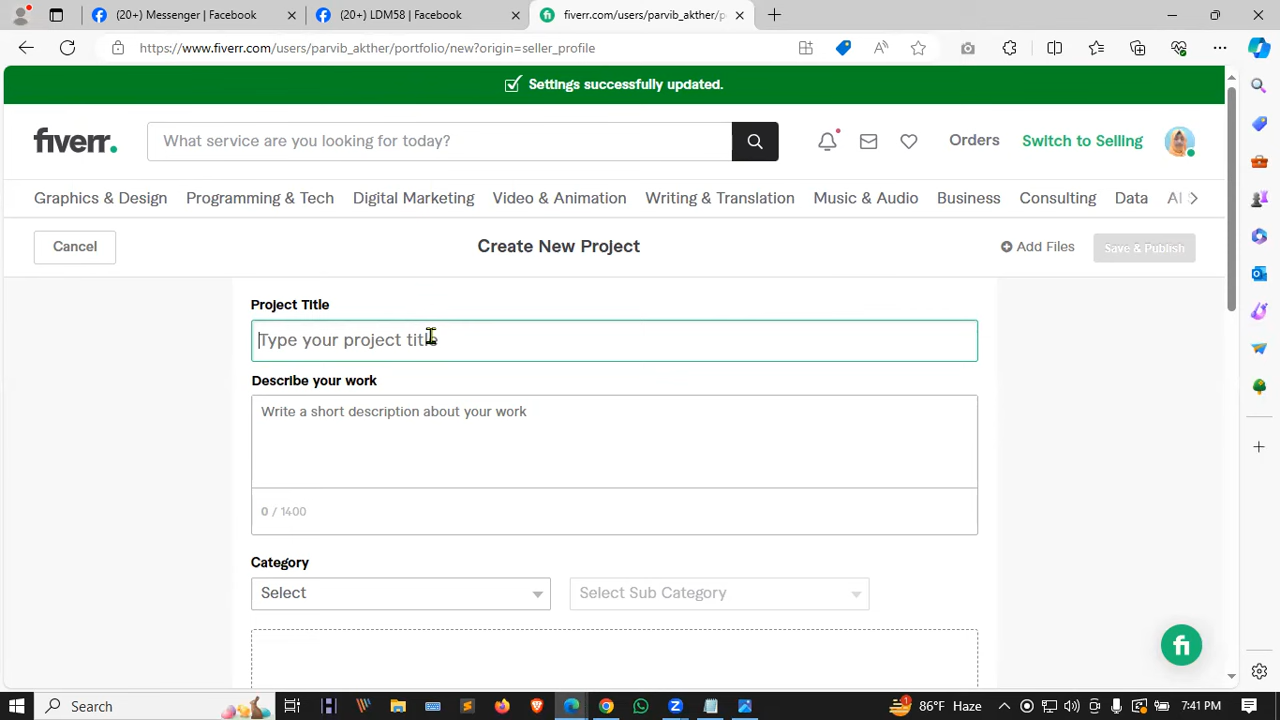 (20+) Messenger | Facebook
(20+) LDM58 | Facebook
fiverr.com/users/parvib_akther/p
https://www.fiverr.com/users/parvib_akther/portfolio/new?origin=seller_profile
Settings successfully updated.
fiverr.
What service are you looking for today?
Orders
Switch to Selling
Graphics & Design
Programming & Tech
Digital Marketing
Video & Animation
Writing & Translation
Music & Audio
Business
Consulting
Data
AI S
Cancel
Create New Project
Add Files
Save & Publish
Project Title
Type your project title
Describe your work
Write a short description about your work
0 / 1400
Category
Select
Select Sub Category
fi
Search
86°F Haze
7:41 PM